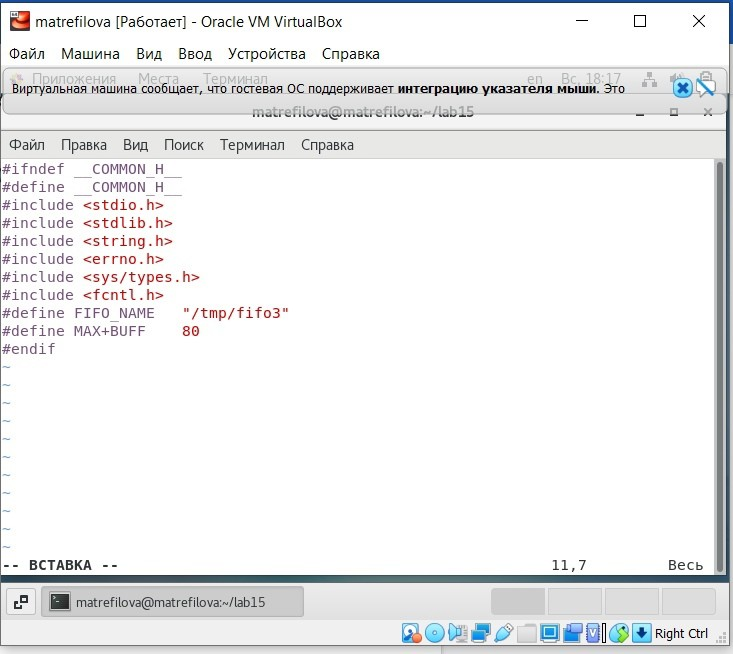 matrefilova [Работает] - Oracle VM VirtualBox
Файл Машина Вид Ввод Устройства Справка
Приложения Места Терминал en Вс, 18:17
Виртуальная машина сообщает, что гостевая ОС поддерживает интеграцию указателя мыши. Это
matrefilova@matrefilova:~/lab15
Файл Правка Вид Поиск Терминал Справка
#ifndef __COMMON_H__
#define __COMMON_H__
#include <stdio.h>
#include <stdlib.h>
#include <string.h>
#include <errno.h>
#include <sys/types.h>
#include <fcntl.h>
#define FIFO_NAME "/tmp/fifo3"
#define MAX+BUFF 80
#endif
~
~
~
~
~
~
~
~
~
~
~
-- ВСТАВКА -- 11,7 Весь
matrefilova@matrefilova:~/lab15
Right Ctrl